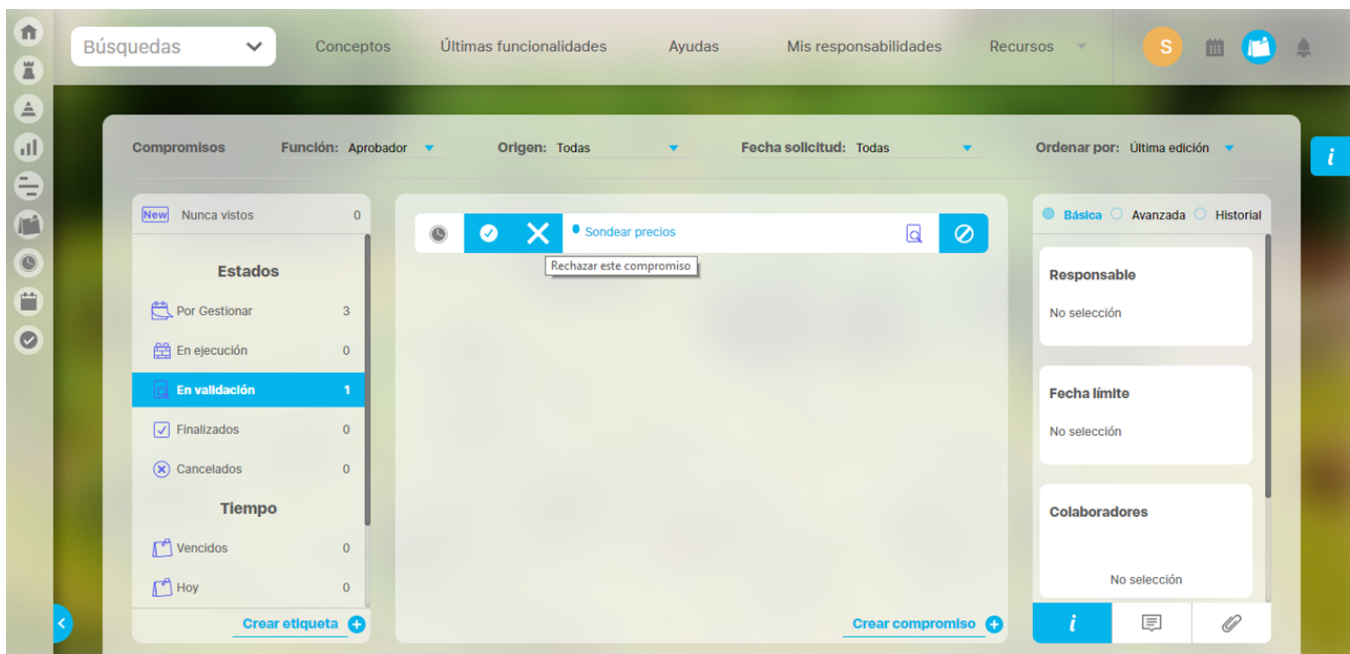 Búsquedas
Conceptos
Últimas funcionalidades
Ayudas
Mis responsabilidades
Recursos
S
Compromisos
Función: Aprobador
Origen: Todas
Fecha solicitud: Todas
Ordenar por: Última edición
i
New Nunca vistos 0
Estados
Por Gestionar 3
En ejecución 0
En validación 1
Finalizados 0
Cancelados 0
Tiempo
Vencidos 0
Hoy 0
Crear etiqueta
Sondear precios
Rechazar este compromiso
Crear compromiso
Básica Avanzada Historial
Responsable
No selección
Fecha límite
No selección
Colaboradores
No selección
i